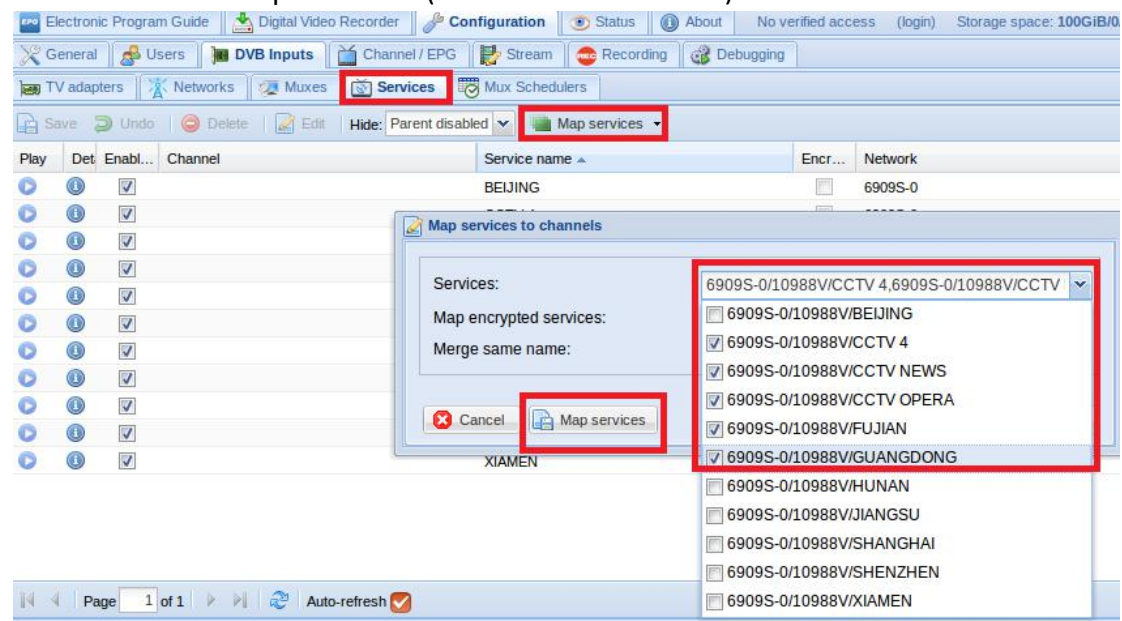 EPG Electronic Program Guide Digital Video Recorder Configuration Status About No verified access (login) Storage space: 100GiB/0
General Users DVB Inputs Channel / EPG Stream REC Recording Debugging
TV adapters Networks Muxes Services Mux Schedulers
Save Undo Delete Edit Hide: Parent disabled Map services
Play Det Enabl... Channel Service name Encr... Network
BEIJING 6909S-0
Map services to channels
Services: 6909S-0/10988V/CCTV 4,6909S-0/10988V/CCTV
6909S-0/10988V/BEIJING
Map encrypted services:
6909S-0/10988V/CCTV 4
Merge same name:
6909S-0/10988V/CCTV NEWS
6909S-0/10988V/CCTV OPERA
Cancel Map services
6909S-0/10988V/FUJIAN
6909S-0/10988V/GUANGDONG
XIAMEN
6909S-0/10988V/HUNAN
6909S-0/10988V/JIANGSU
6909S-0/10988V/SHANGHAI
6909S-0/10988V/SHENZHEN
6909S-0/10988V/XIAMEN
Page 1 of 1 Auto-refresh